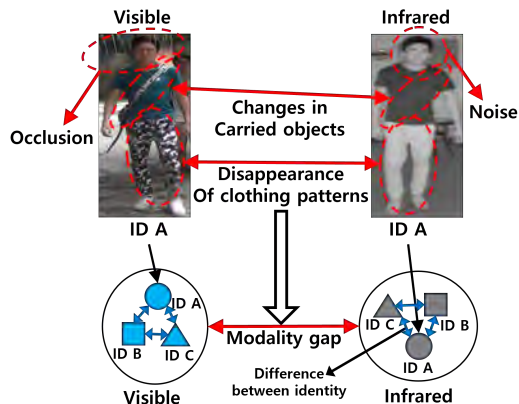 Visible
Infrared
Occlusion
Changes in
Carried objects
Noise
Disappearance
Of clothing patterns
ID A
ID A
ID A
ID B
ID C
Modality gap
ID C
ID B
ID A
Difference
between identity
Visible
Infrared